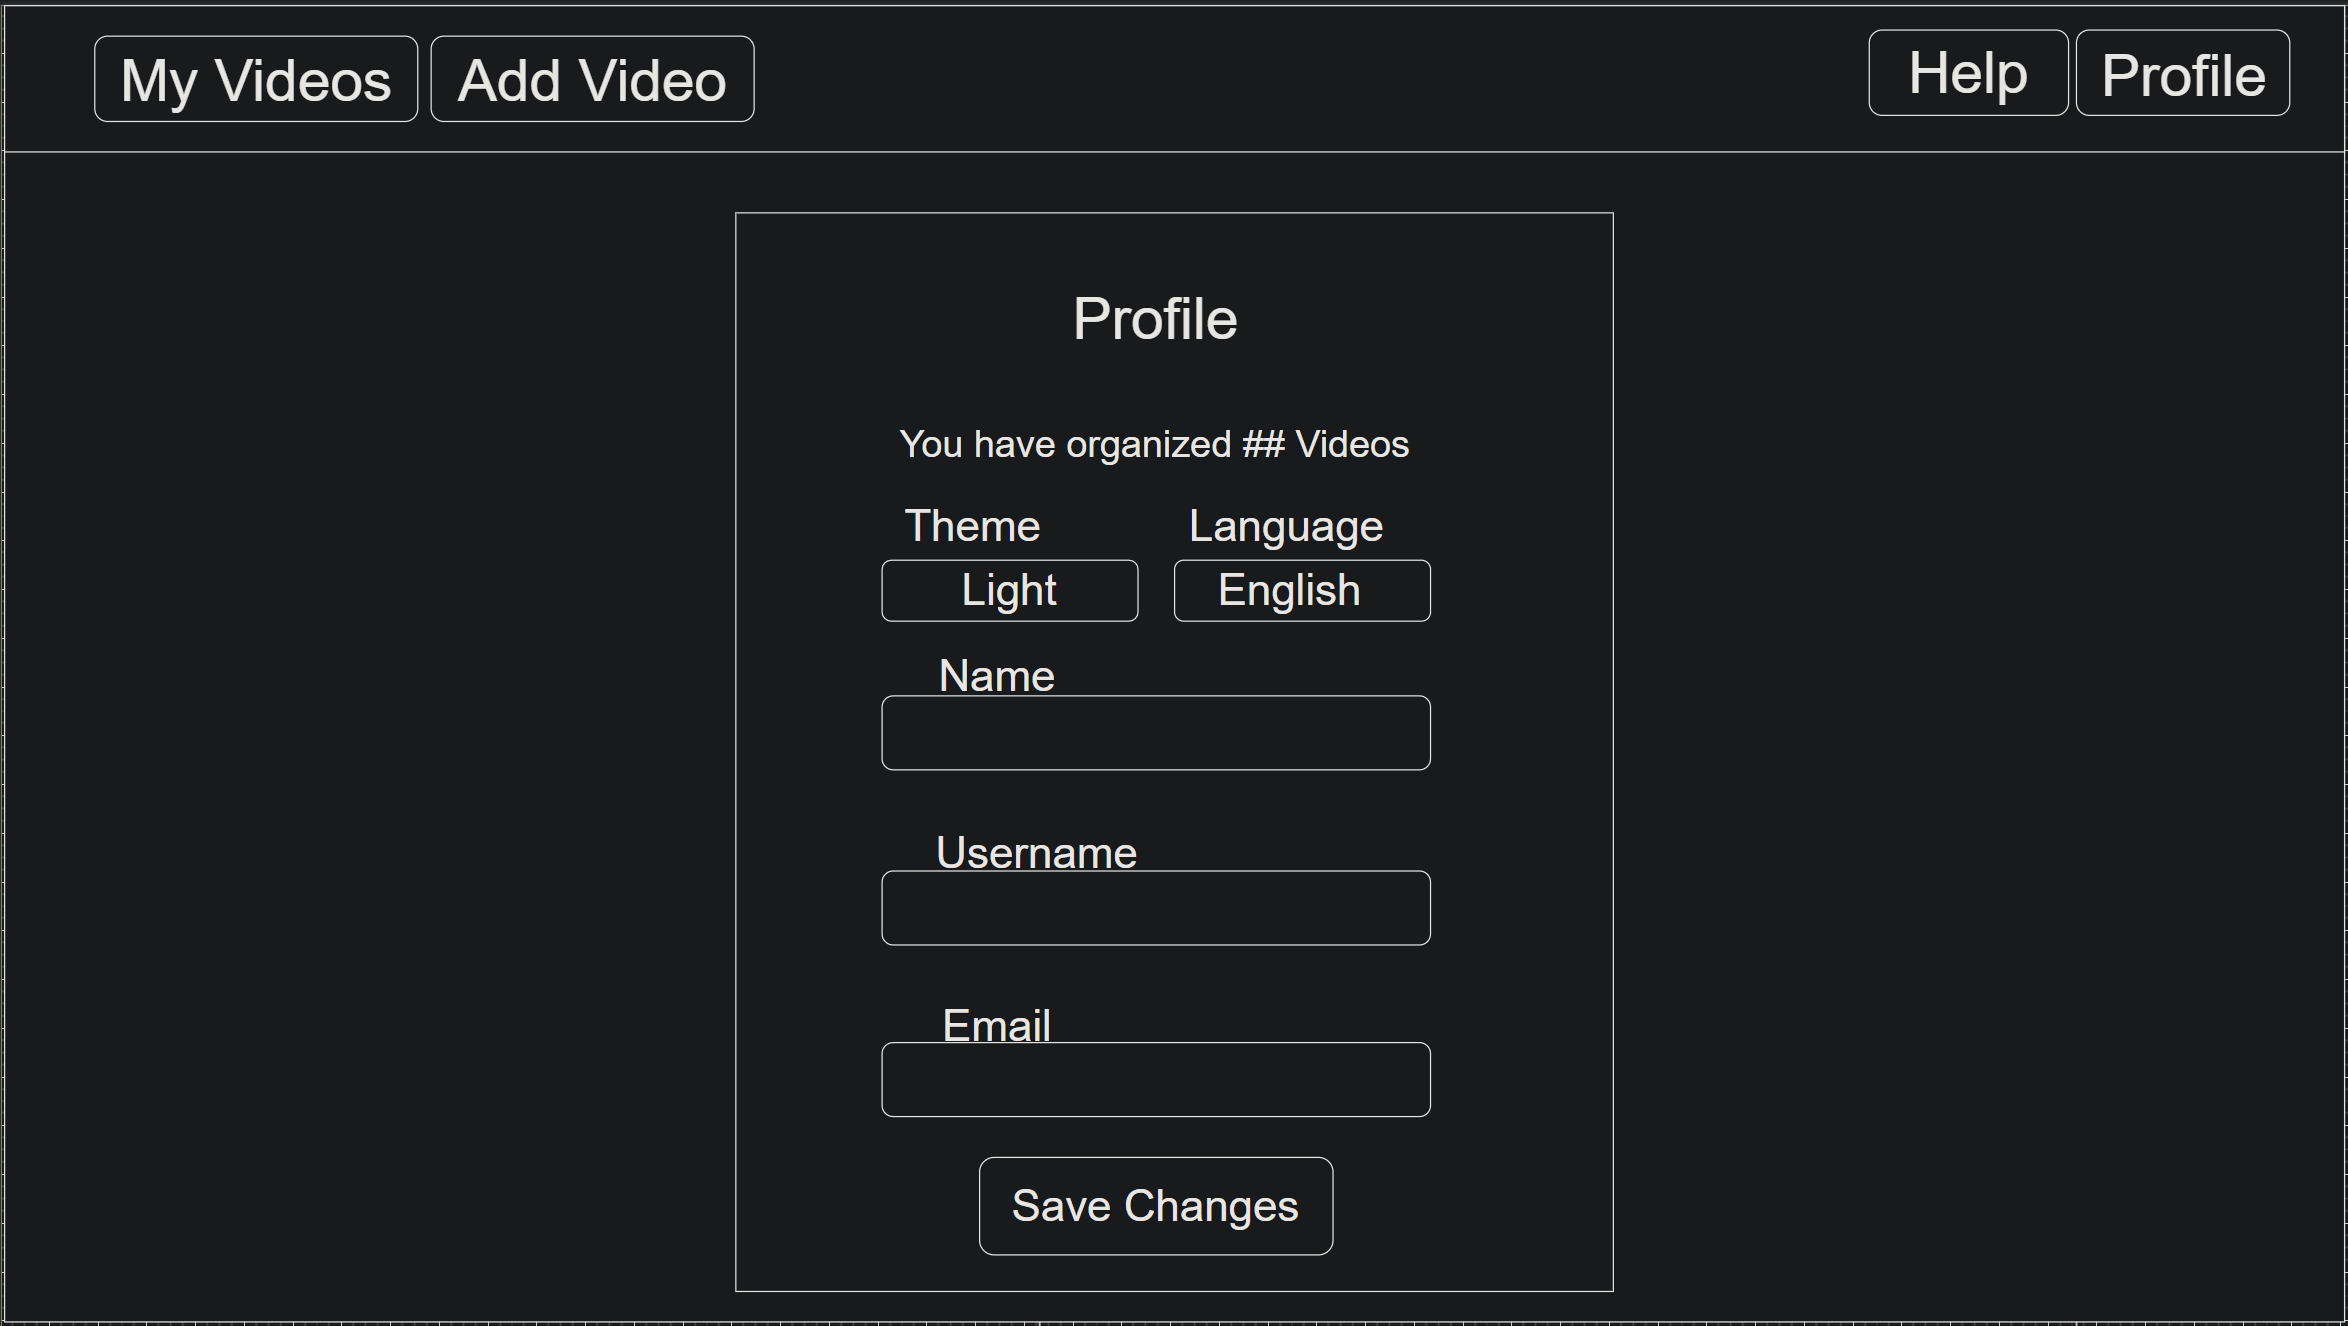 My Videos Add Video Help Profile
Profile
You have organized ## Videos
Theme Language
Light English
Name
Username
Email
Save Changes